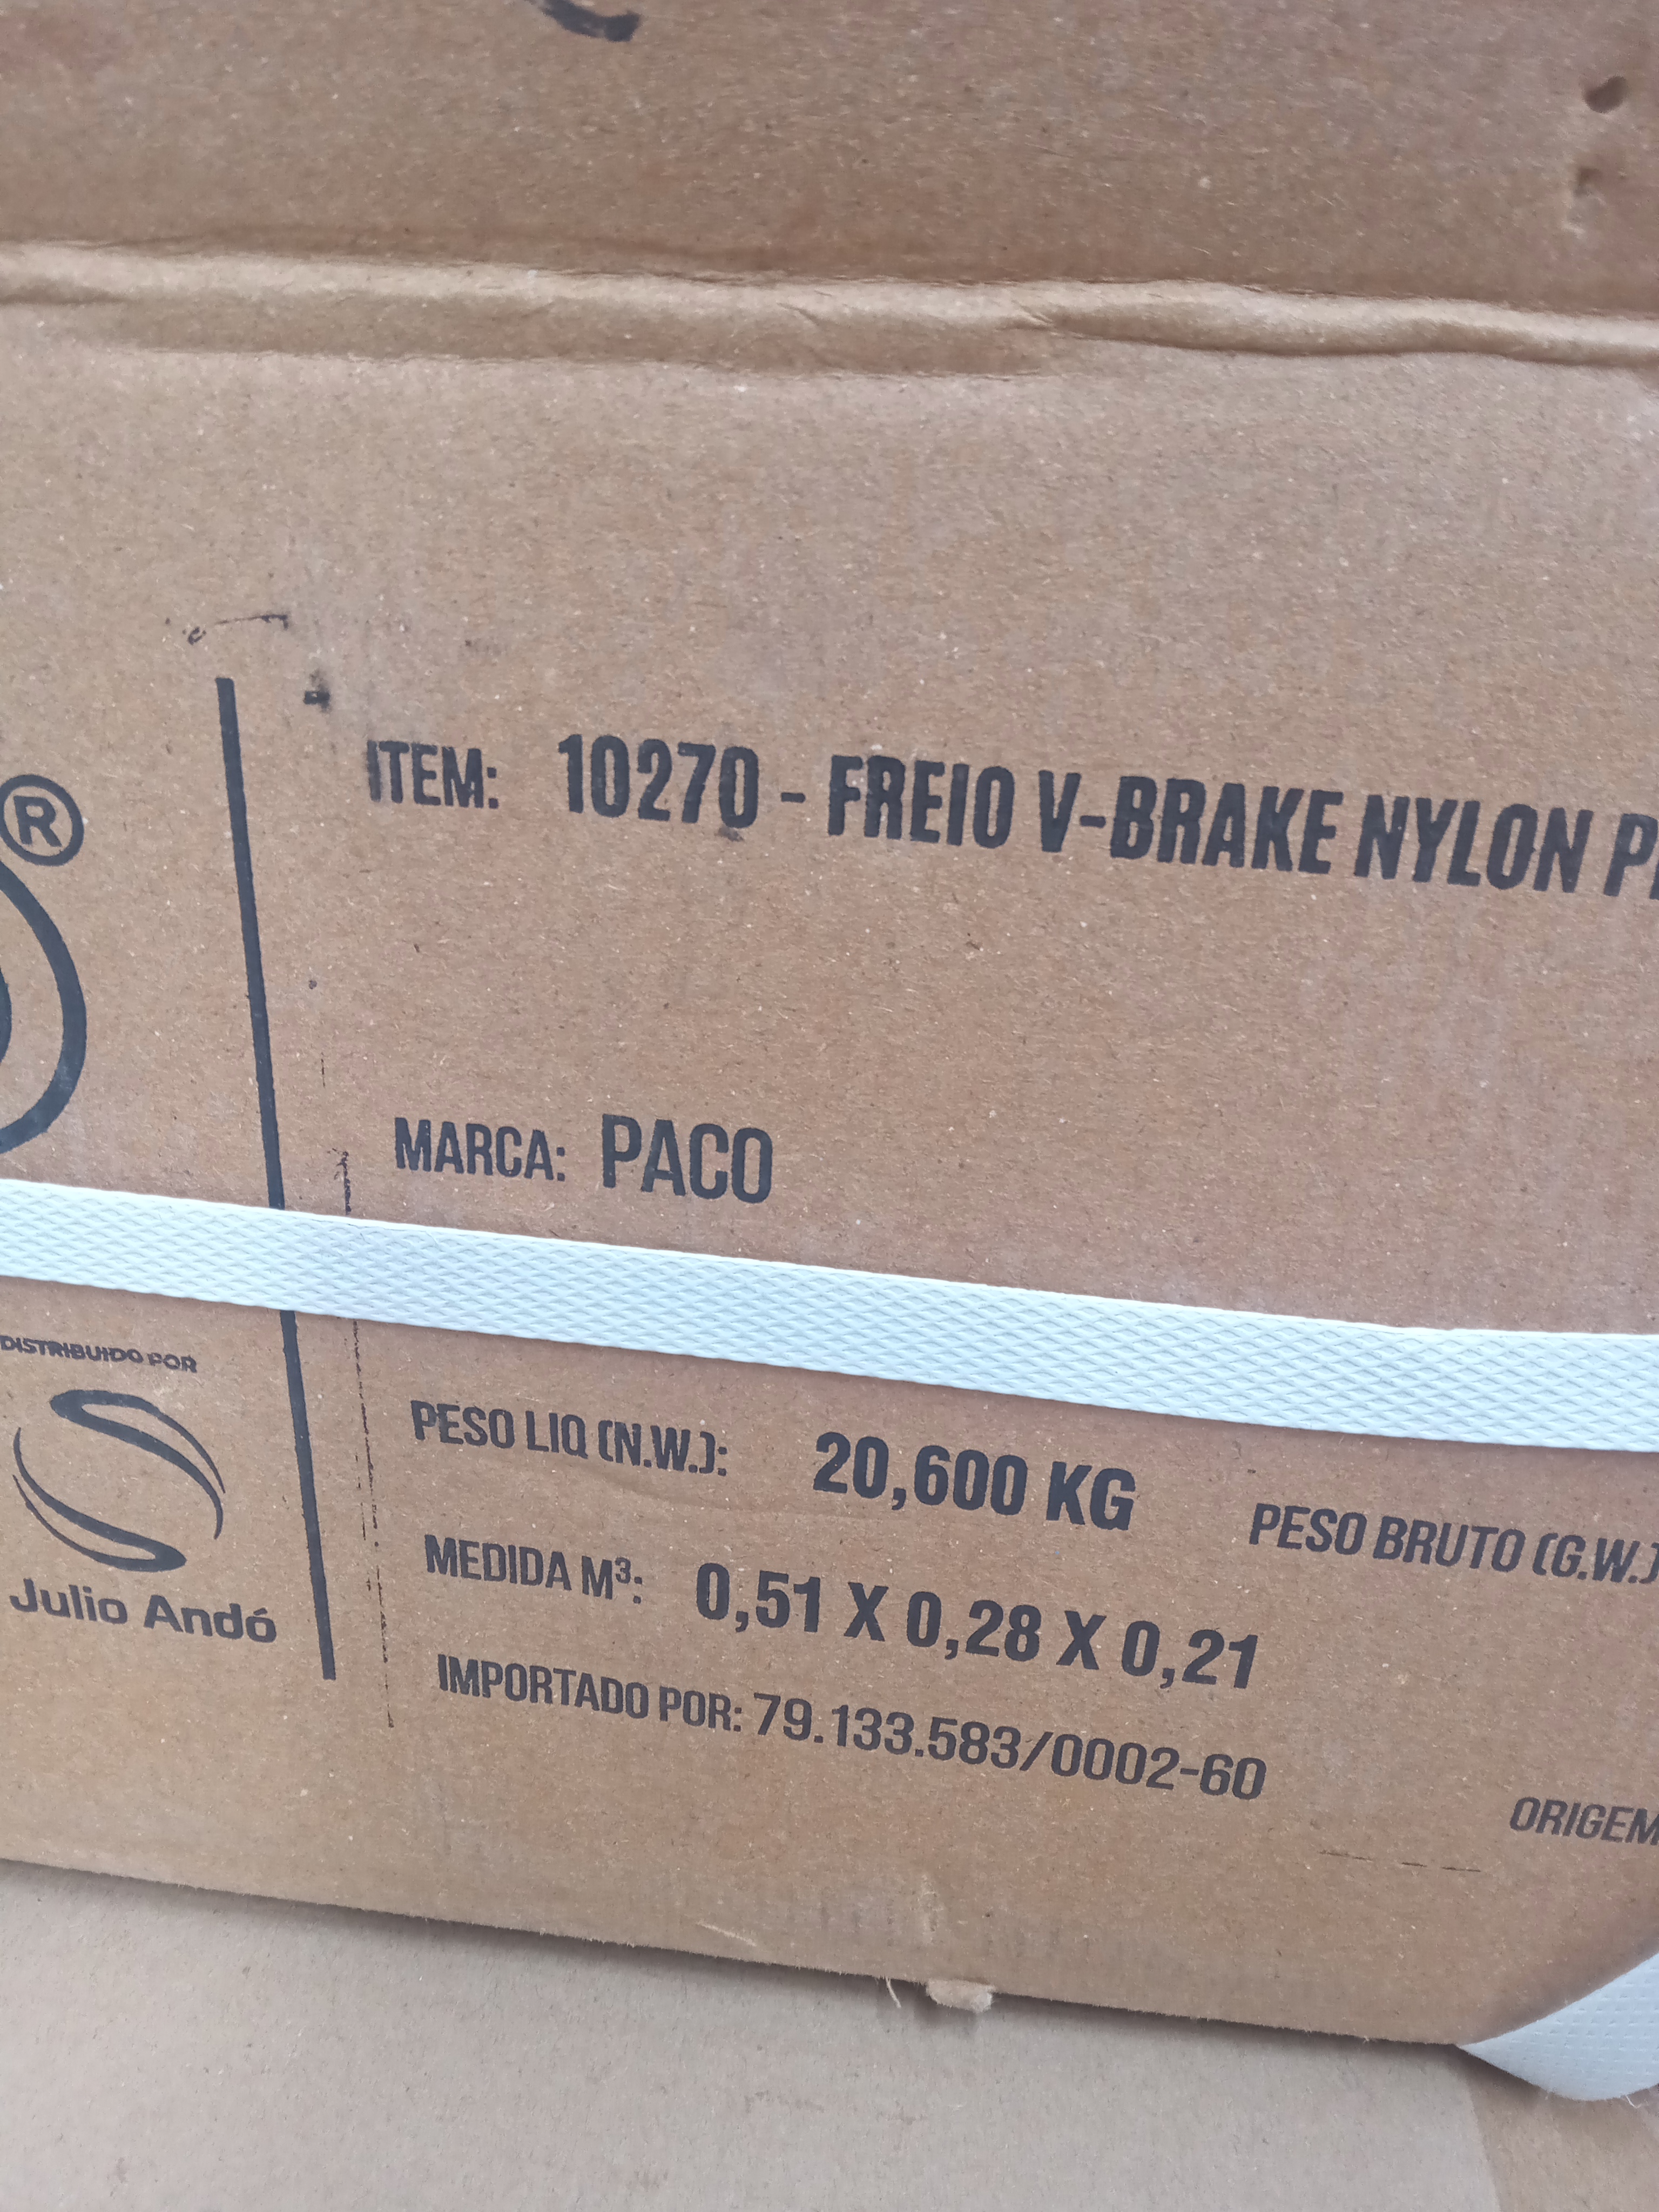 ®
ITEM: 10270 - FREIO V-BRAKE NYLON
MARCA: PACO
DISTRIBUIDO POR
Julio Andó
PESO LIQ (N.W.): 20,600 KG PESO BRUTO (G.W.)
MEDIDA M³: 0,51 X 0,28 X 0,21
IMPORTADO POR: 79.133.583/0002-60
ORIGEM